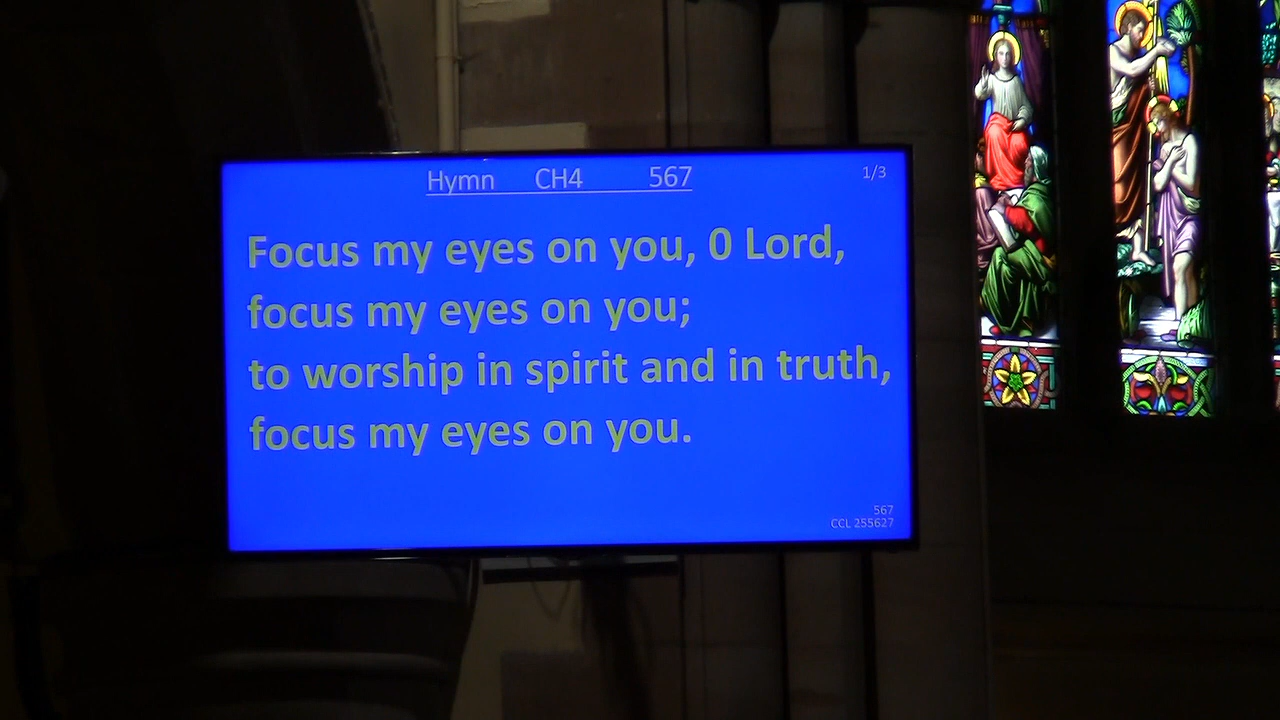 Hymn CH4 567
1/3
Focus my eyes on you, 0 Lord,
focus my eyes on you;
to worship in spirit and in truth,
focus my eyes on you.
567
CCL 255627